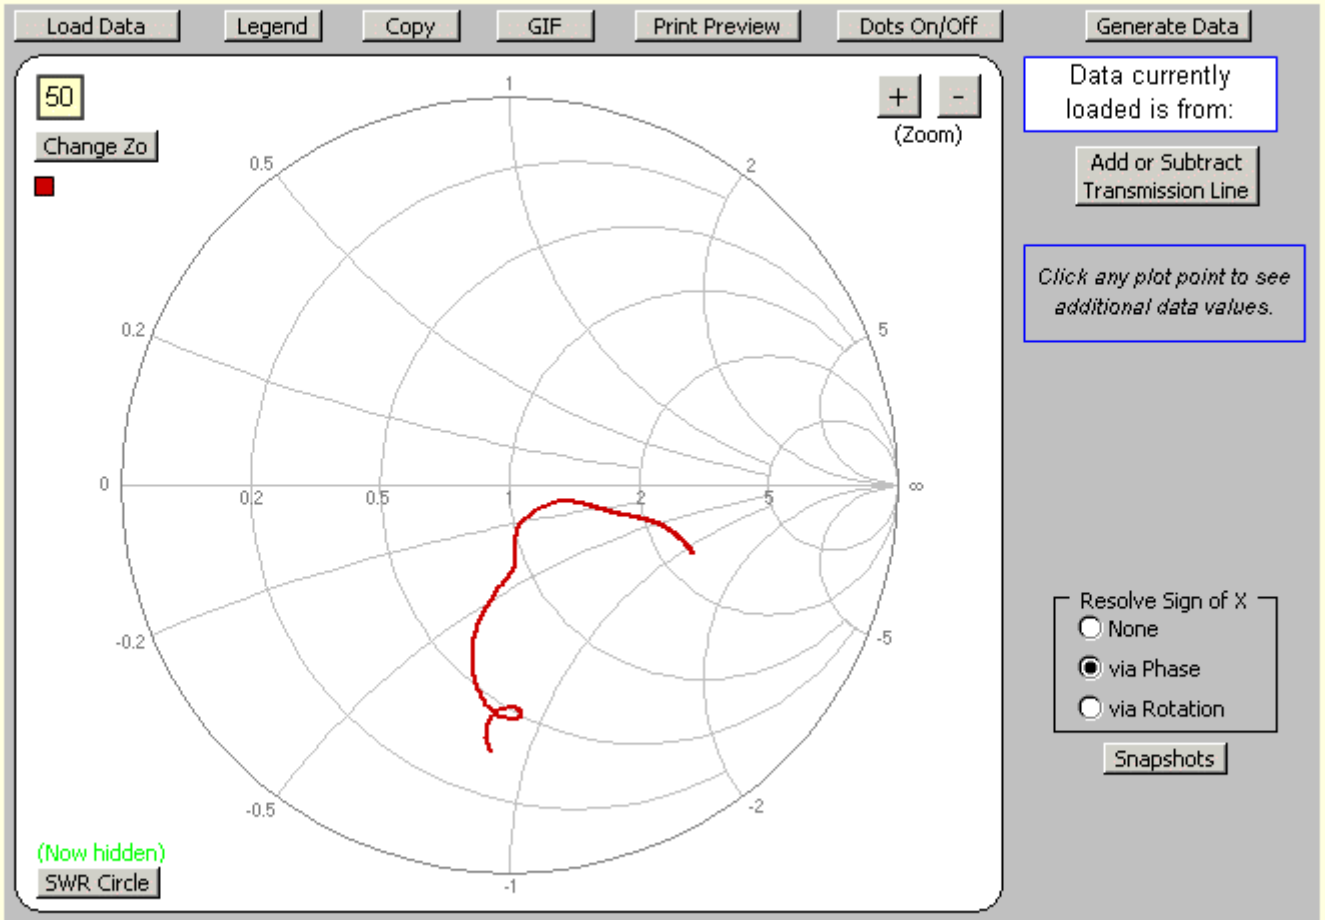 Load Data
Legend
Copy
GIF
Print Preview
Dots On/Off
Generate Data
50
Change Zo
+
-
(Zoom)
Data currently
loaded is from:
Add or Subtract
Transmission Line
Click any plot point to see
additional data values.
1
0.5
2
0.2
5
0
0.2
0.5
1
2
5
∞
-0.2
-5
-0.5
-2
-1
Resolve Sign of X
None
via Phase
via Rotation
Snapshots
(Now hidden)
SWR Circle